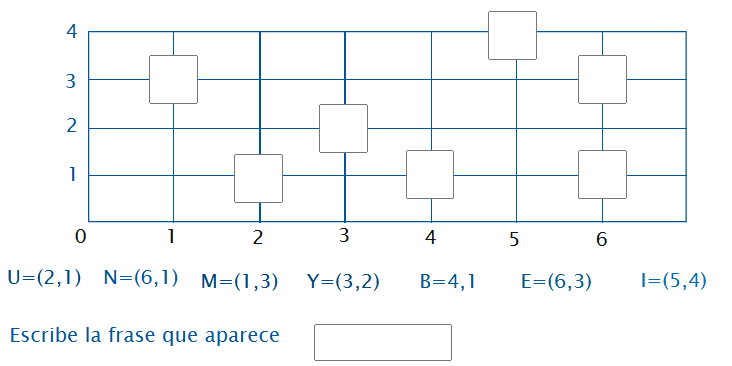 4
3
2
1
0 1 2 3 4 5 6
U=(2,1) N=(6,1) M=(1,3) Y=(3,2) B=4,1 E=(6,3) I=(5,4)
Escribe la frase que aparece